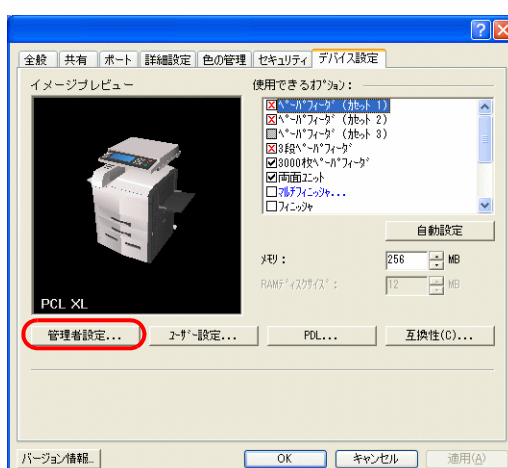 全般 共有 ポート 詳細設定 色の管理 セキュリティ デバイス設定
イメージプレビュー
PCL XL
使用できるｵﾌﾟｼｮﾝ：
ﾍﾟｰﾊﾟﾌｨｰﾀﾞ (ｶｾｯﾄ 1)
ﾍﾟｰﾊﾟﾌｨｰﾀﾞ (ｶｾｯﾄ 2)
ﾍﾟｰﾊﾟﾌｨｰﾀﾞ (ｶｾｯﾄ 3)
3段ﾍﾟｰﾊﾟﾌｨｰﾀﾞ
3000枚ﾍﾟｰﾊﾟﾌｨｰﾀﾞ
両面ﾕﾆｯﾄ
ﾏﾙﾁﾌｨﾆｯｼｬ...
ﾌｨﾆｯｼｬ
自動設定
ﾒﾓﾘ： 256 MB
RAMﾃﾞｨｽｸｻｲｽﾞ： 12 MB
管理者設定... ﾕｰｻﾞｰ設定... PDL... 互換性(C)...
バージョン情報... OK キャンセル 適用(A)